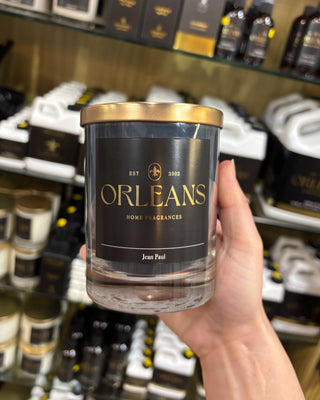 EST 2002
ORLEANS
HOME FRAGRANCES
Jean Paul